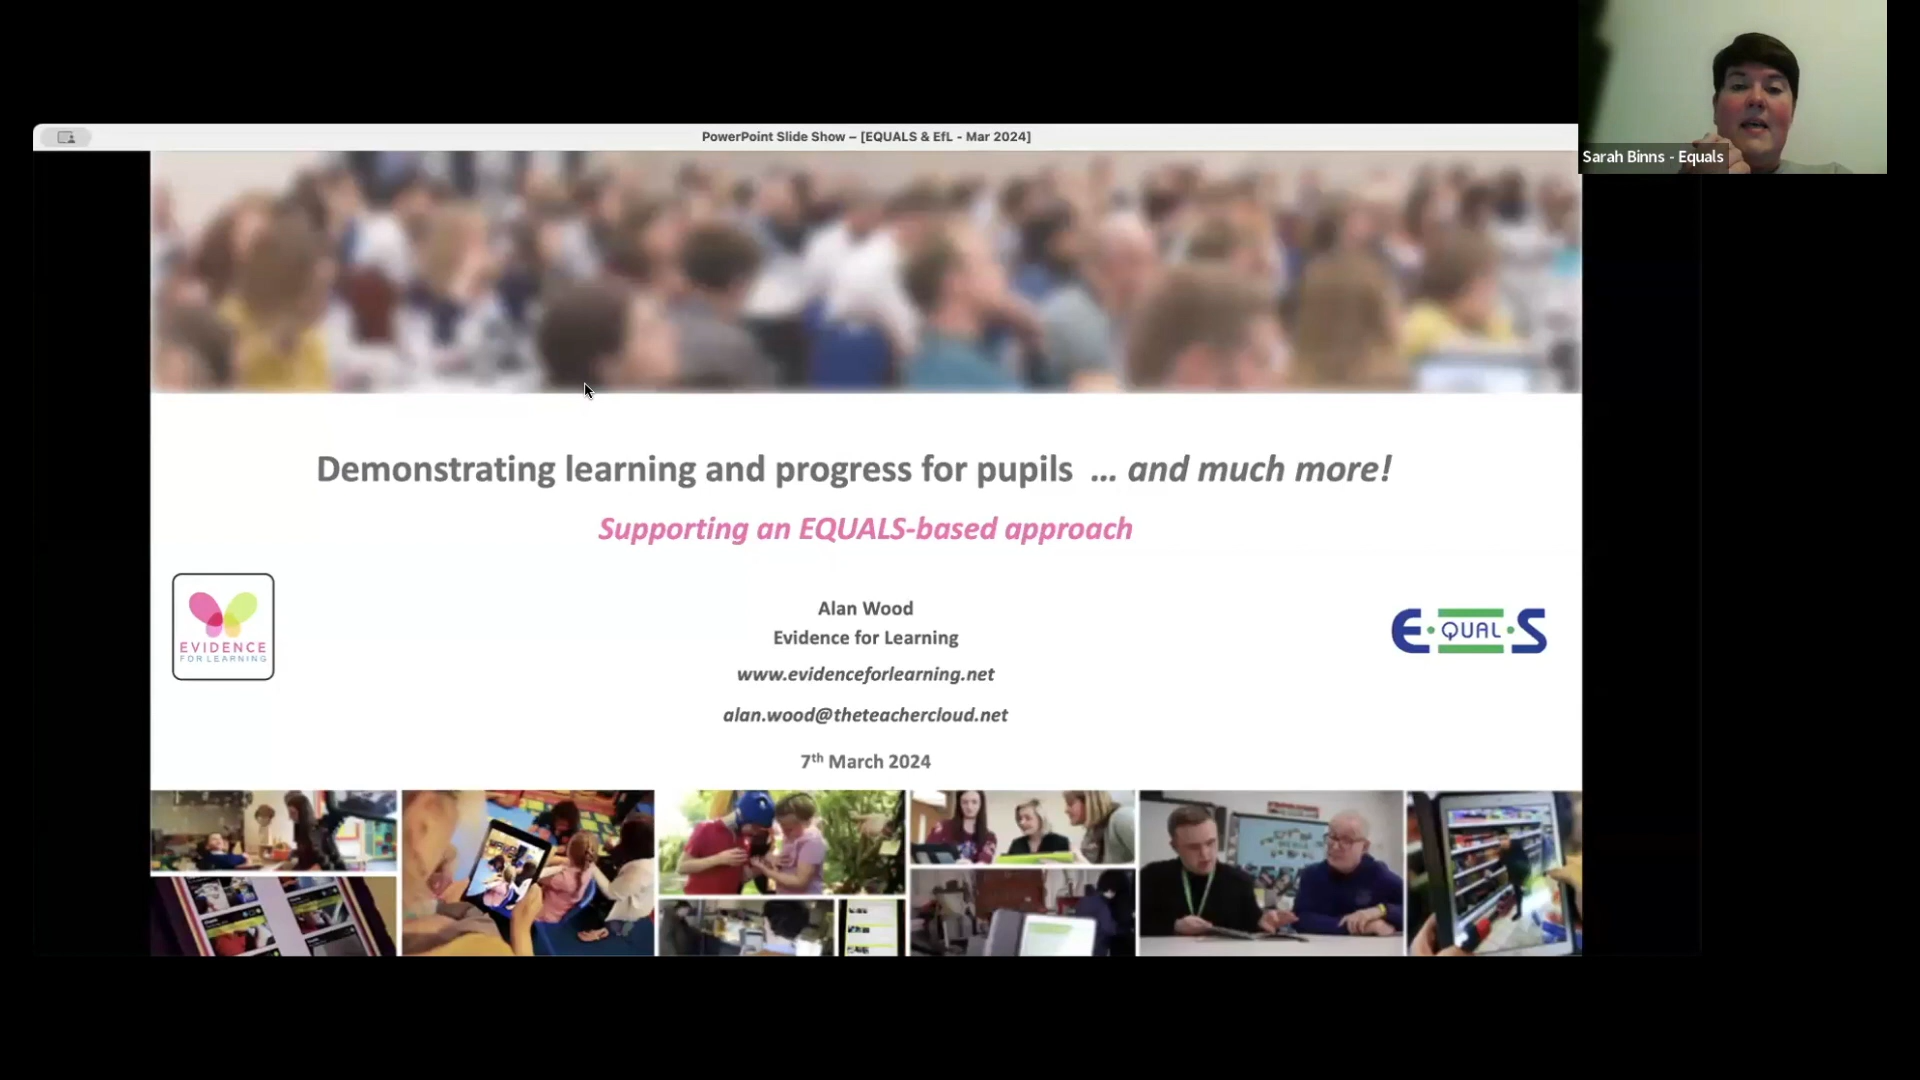 PowerPoint Slide Show – [EQUALS & EfL - Mar 2024]
Sarah Binns - Equals
Demonstrating learning and progress for pupils ... and much more!
Supporting an EQUALS-based approach
Alan Wood
Evidence for Learning
www.evidenceforlearning.net
alan.wood@theteachercloud.net
7th March 2024
EVIDENCE
FOR LEARNING
E·QUAL·S